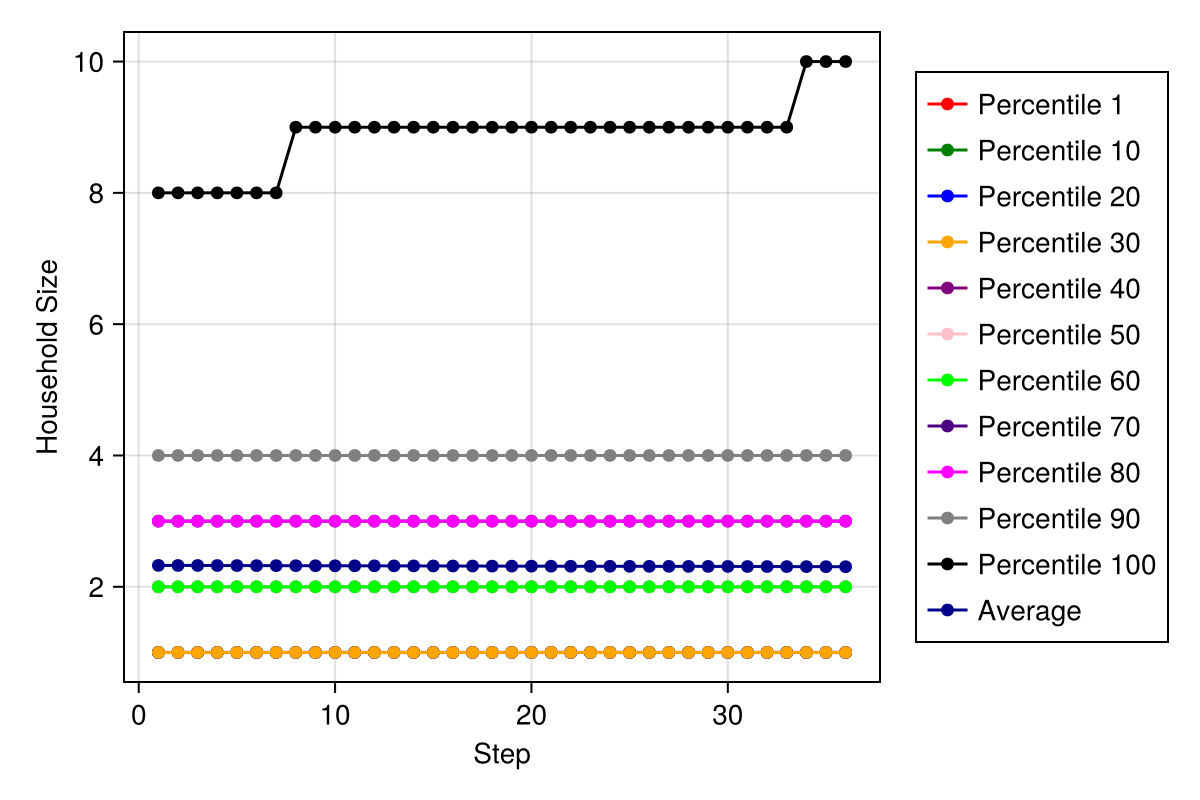 10
8
6
4
2
Household Size
0 10 20 30
Step
Percentile 1
Percentile 10
Percentile 20
Percentile 30
Percentile 40
Percentile 50
Percentile 60
Percentile 70
Percentile 80
Percentile 90
Percentile 100
Average